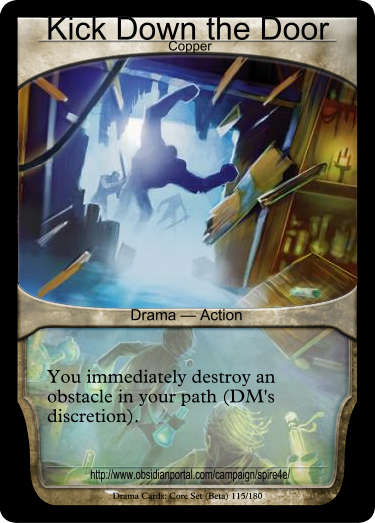 Kick Down the Door
Copper
Drama — Action
You immediately destroy an
obstacle in your path (DM's
discretion).
http://www.obsidianportal.com/campaign/spire4e/
Drama Cards: Core Set (Beta) 115/180